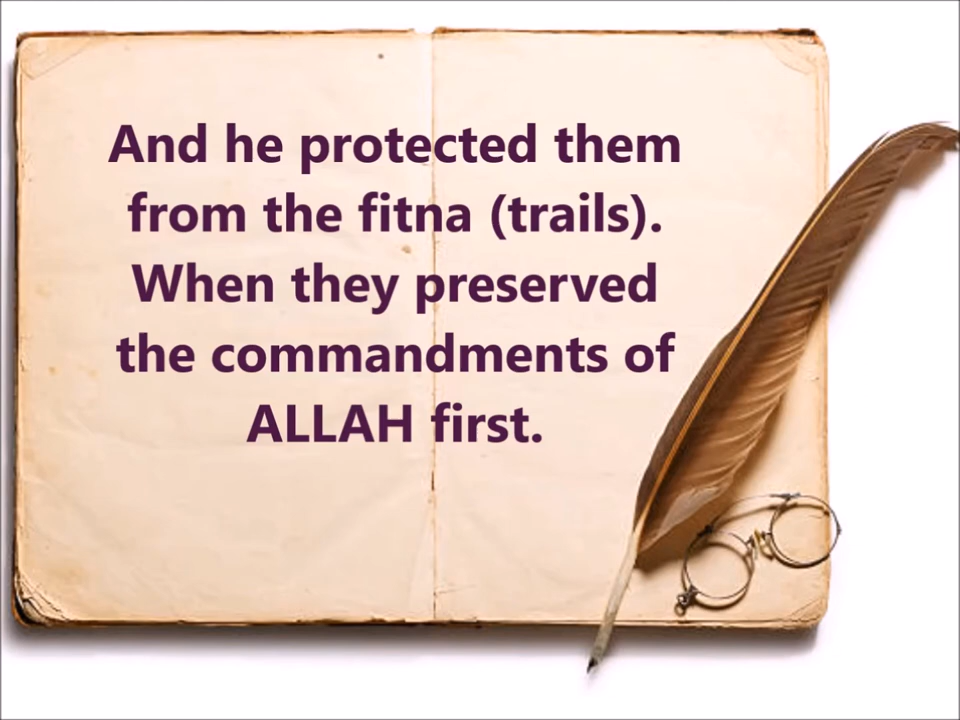 And he protected them
from the fitna (trails).
When they preserved
the commandments of
ALLAH first.